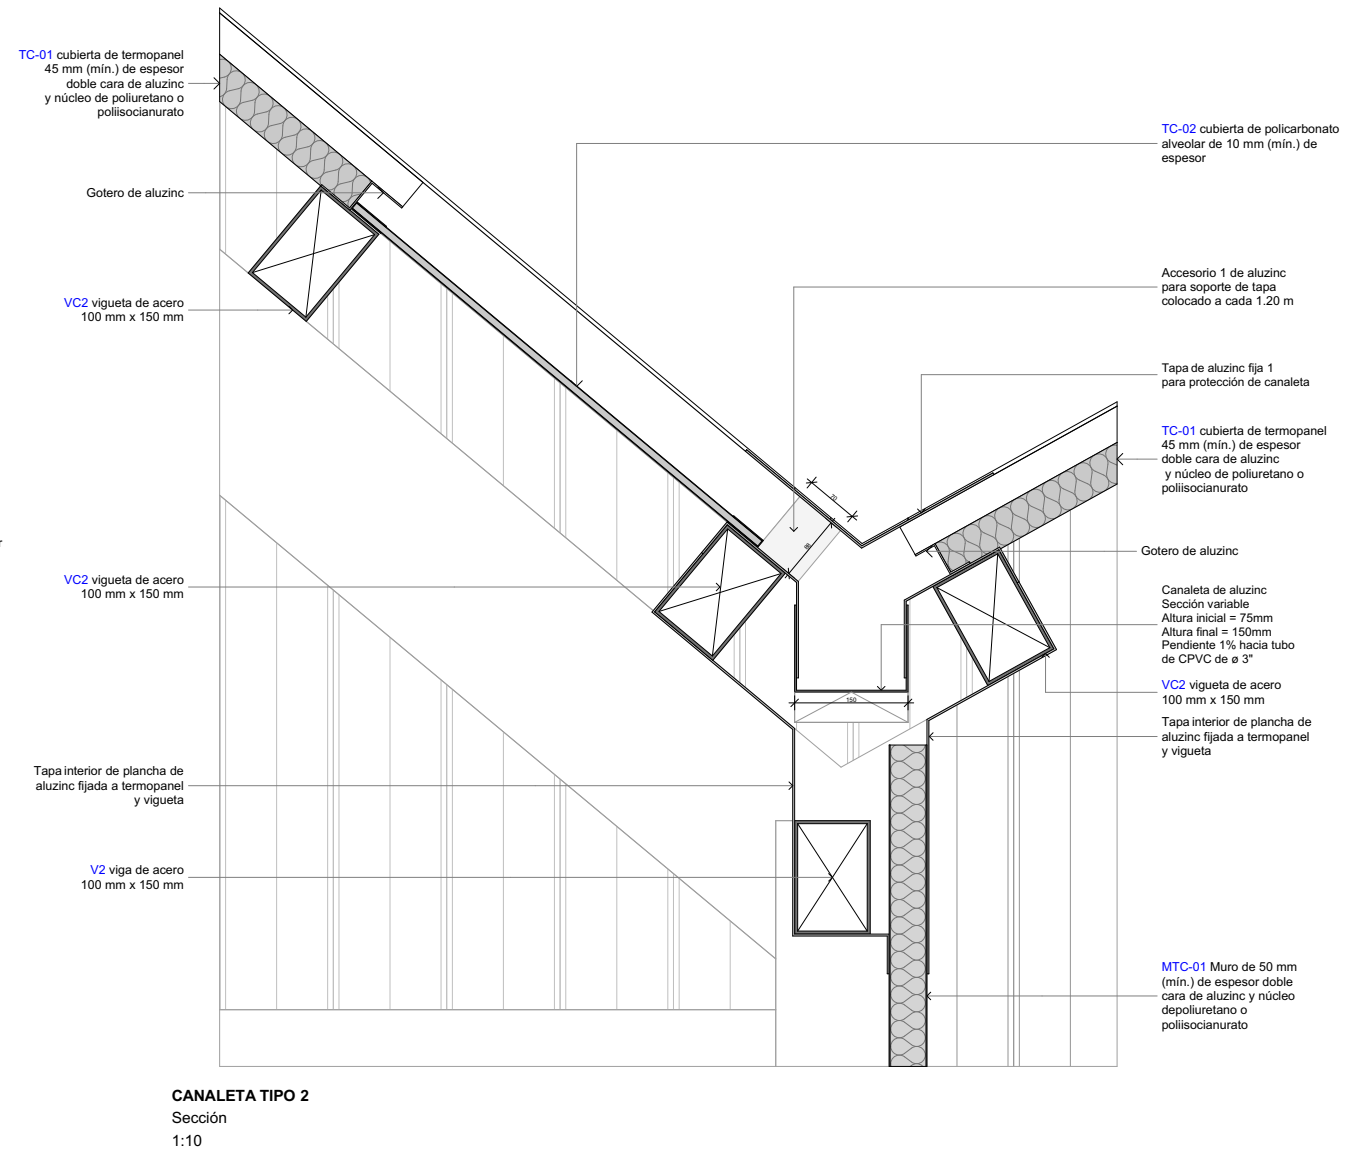 TC-01 cubierta de termopanel
45 mm (mín.) de espesor
doble cara de aluzinc
y núcleo de poliuretano o
poliisocianurato
Gotero de aluzinc
VC2 vigueta de acero
100 mm x 150 mm
VC2 vigueta de acero
100 mm x 150 mm
Tapa interior de plancha de
aluzinc fijada a termopanel
y vigueta
V2 viga de acero
100 mm x 150 mm
TC-02 cubierta de policarbonato
alveolar de 10 mm (mín.) de
espesor
Accesorio 1 de aluzinc
para soporte de tapa
colocado a cada 1.20 m
Tapa de aluzinc fija 1
para protección de canaleta
TC-01 cubierta de termopanel
45 mm (mín.) de espesor
doble cara de aluzinc
y núcleo de poliuretano o
poliisocianurato
Gotero de aluzinc
Canaleta de aluzinc
Sección variable
Altura inicial = 75mm
Altura final = 150mm
Pendiente 1% hacia tubo
de CPVC de ø 3"
VC2 vigueta de acero
100 mm x 150 mm
Tapa interior de plancha de
aluzinc fijada a termopanel
y vigueta
MTC-01 Muro de 50 mm
(mín.) de espesor doble
cara de aluzinc y núcleo
depoliuretano o
poliisocianurato
70
150
CANALETA TIPO 2
Sección
1:10